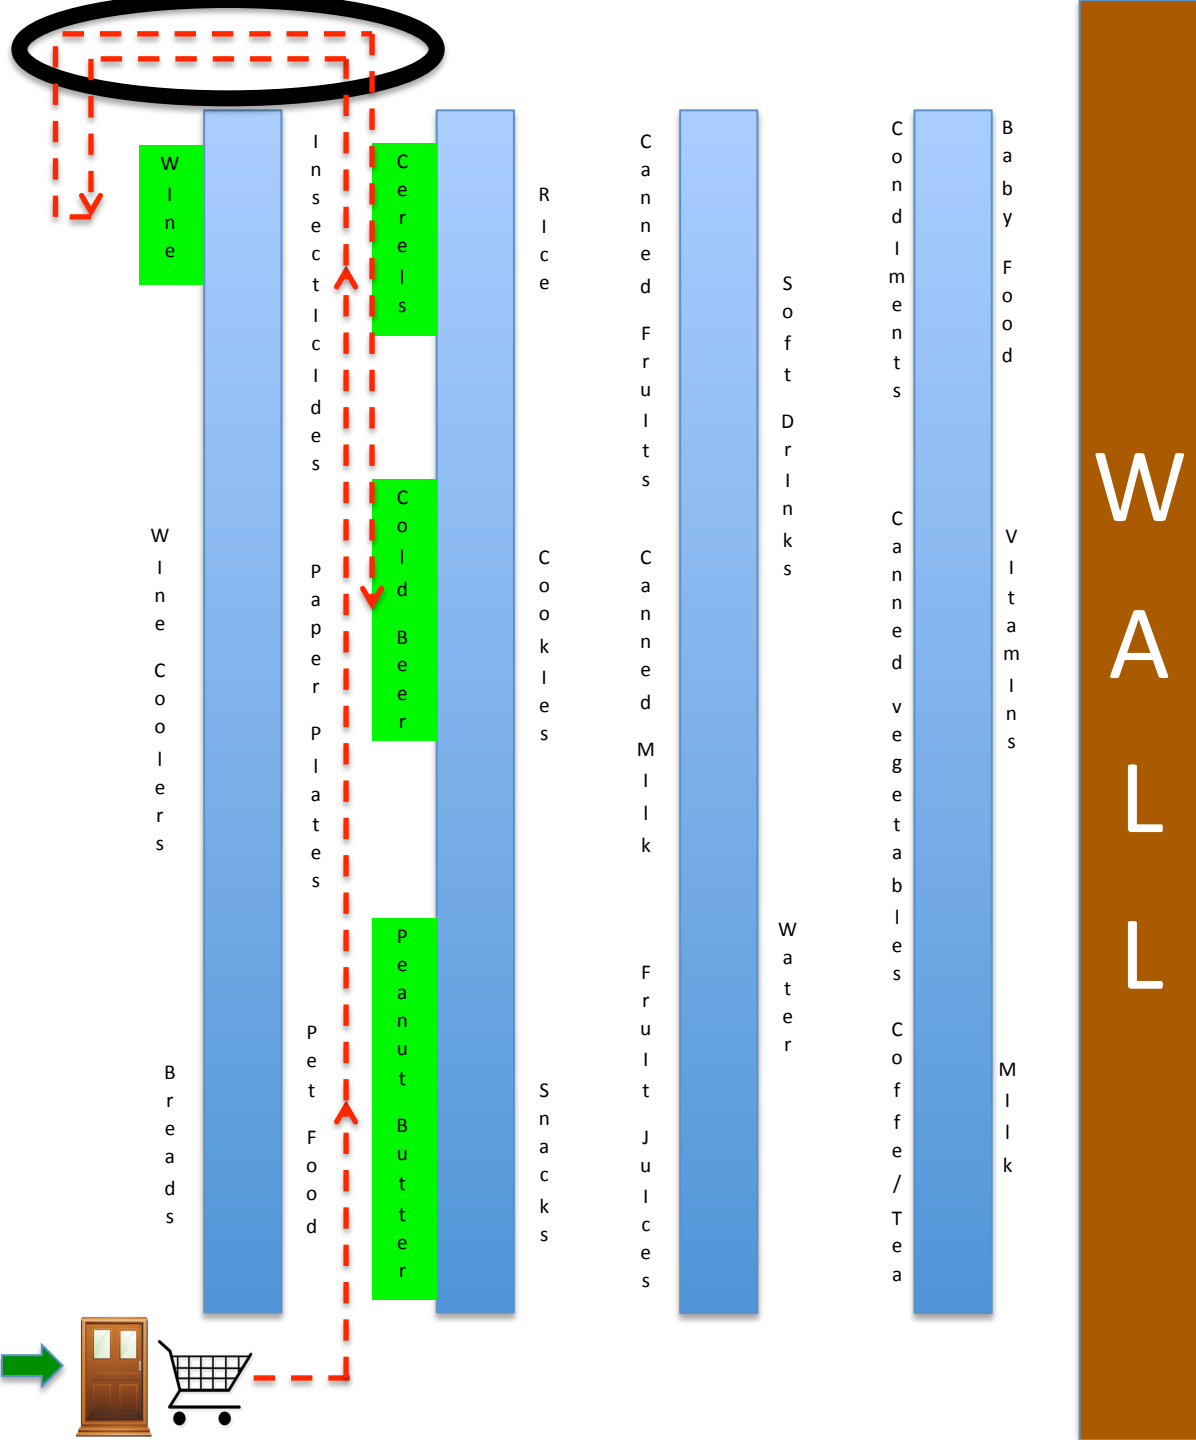 WIne
WIne Coolers
Breads
InsectIcIdes
Paper Plates
Pet Food
Cerels
Cold Beer
Peanut Butter
RIce
CookIes
Snacks
Canned FruIts
Canned MIlk
FruIt JuIces
Soft DrInks
Water
CondIments
Canned vegetables
Coffe/Tea
Baby Food
VItamIns
MIlk
WALL